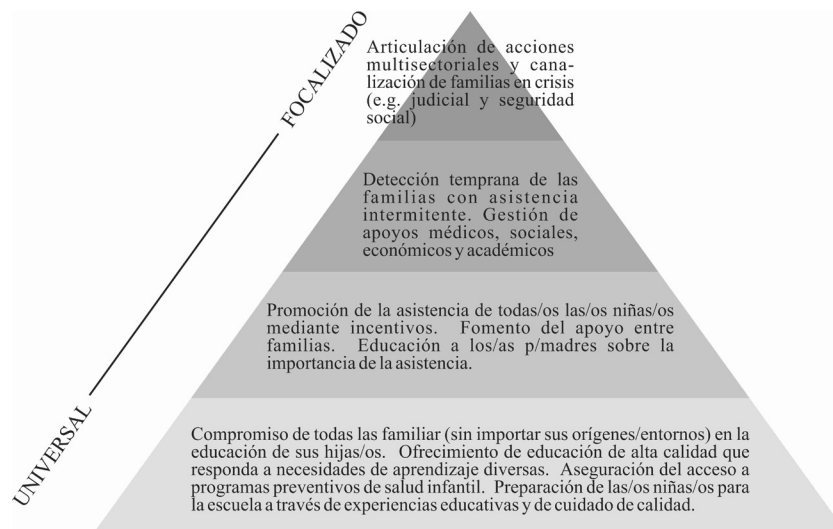 FOCALIZADO
UNIVERSAL
Articulación de acciones
multisectoriales y cana-
lización de familias en crisis
(e.g. judicial y seguridad
social)
Detección temprana de las
familias con asistencia
intermitente. Gestión de
apoyos médicos, sociales,
económicos y académicos
Promoción de la asistencia de todas/os las/os niñas/os
mediante incentivos. Fomento del apoyo entre
familias. Educación a los/as p/madres sobre la
importancia de la asistencia.
Compromiso de todas las familiar (sin importar sus orígenes/entornos) en la
educación de sus hijas/os. Ofrecimiento de educación de alta calidad que
responda a necesidades de aprendizaje diversas. Aseguración del acceso a
programas preventivos de salud infantil. Preparación de las/os niñas/os para
la escuela a través de experiencias educativas y de cuidado de calidad.